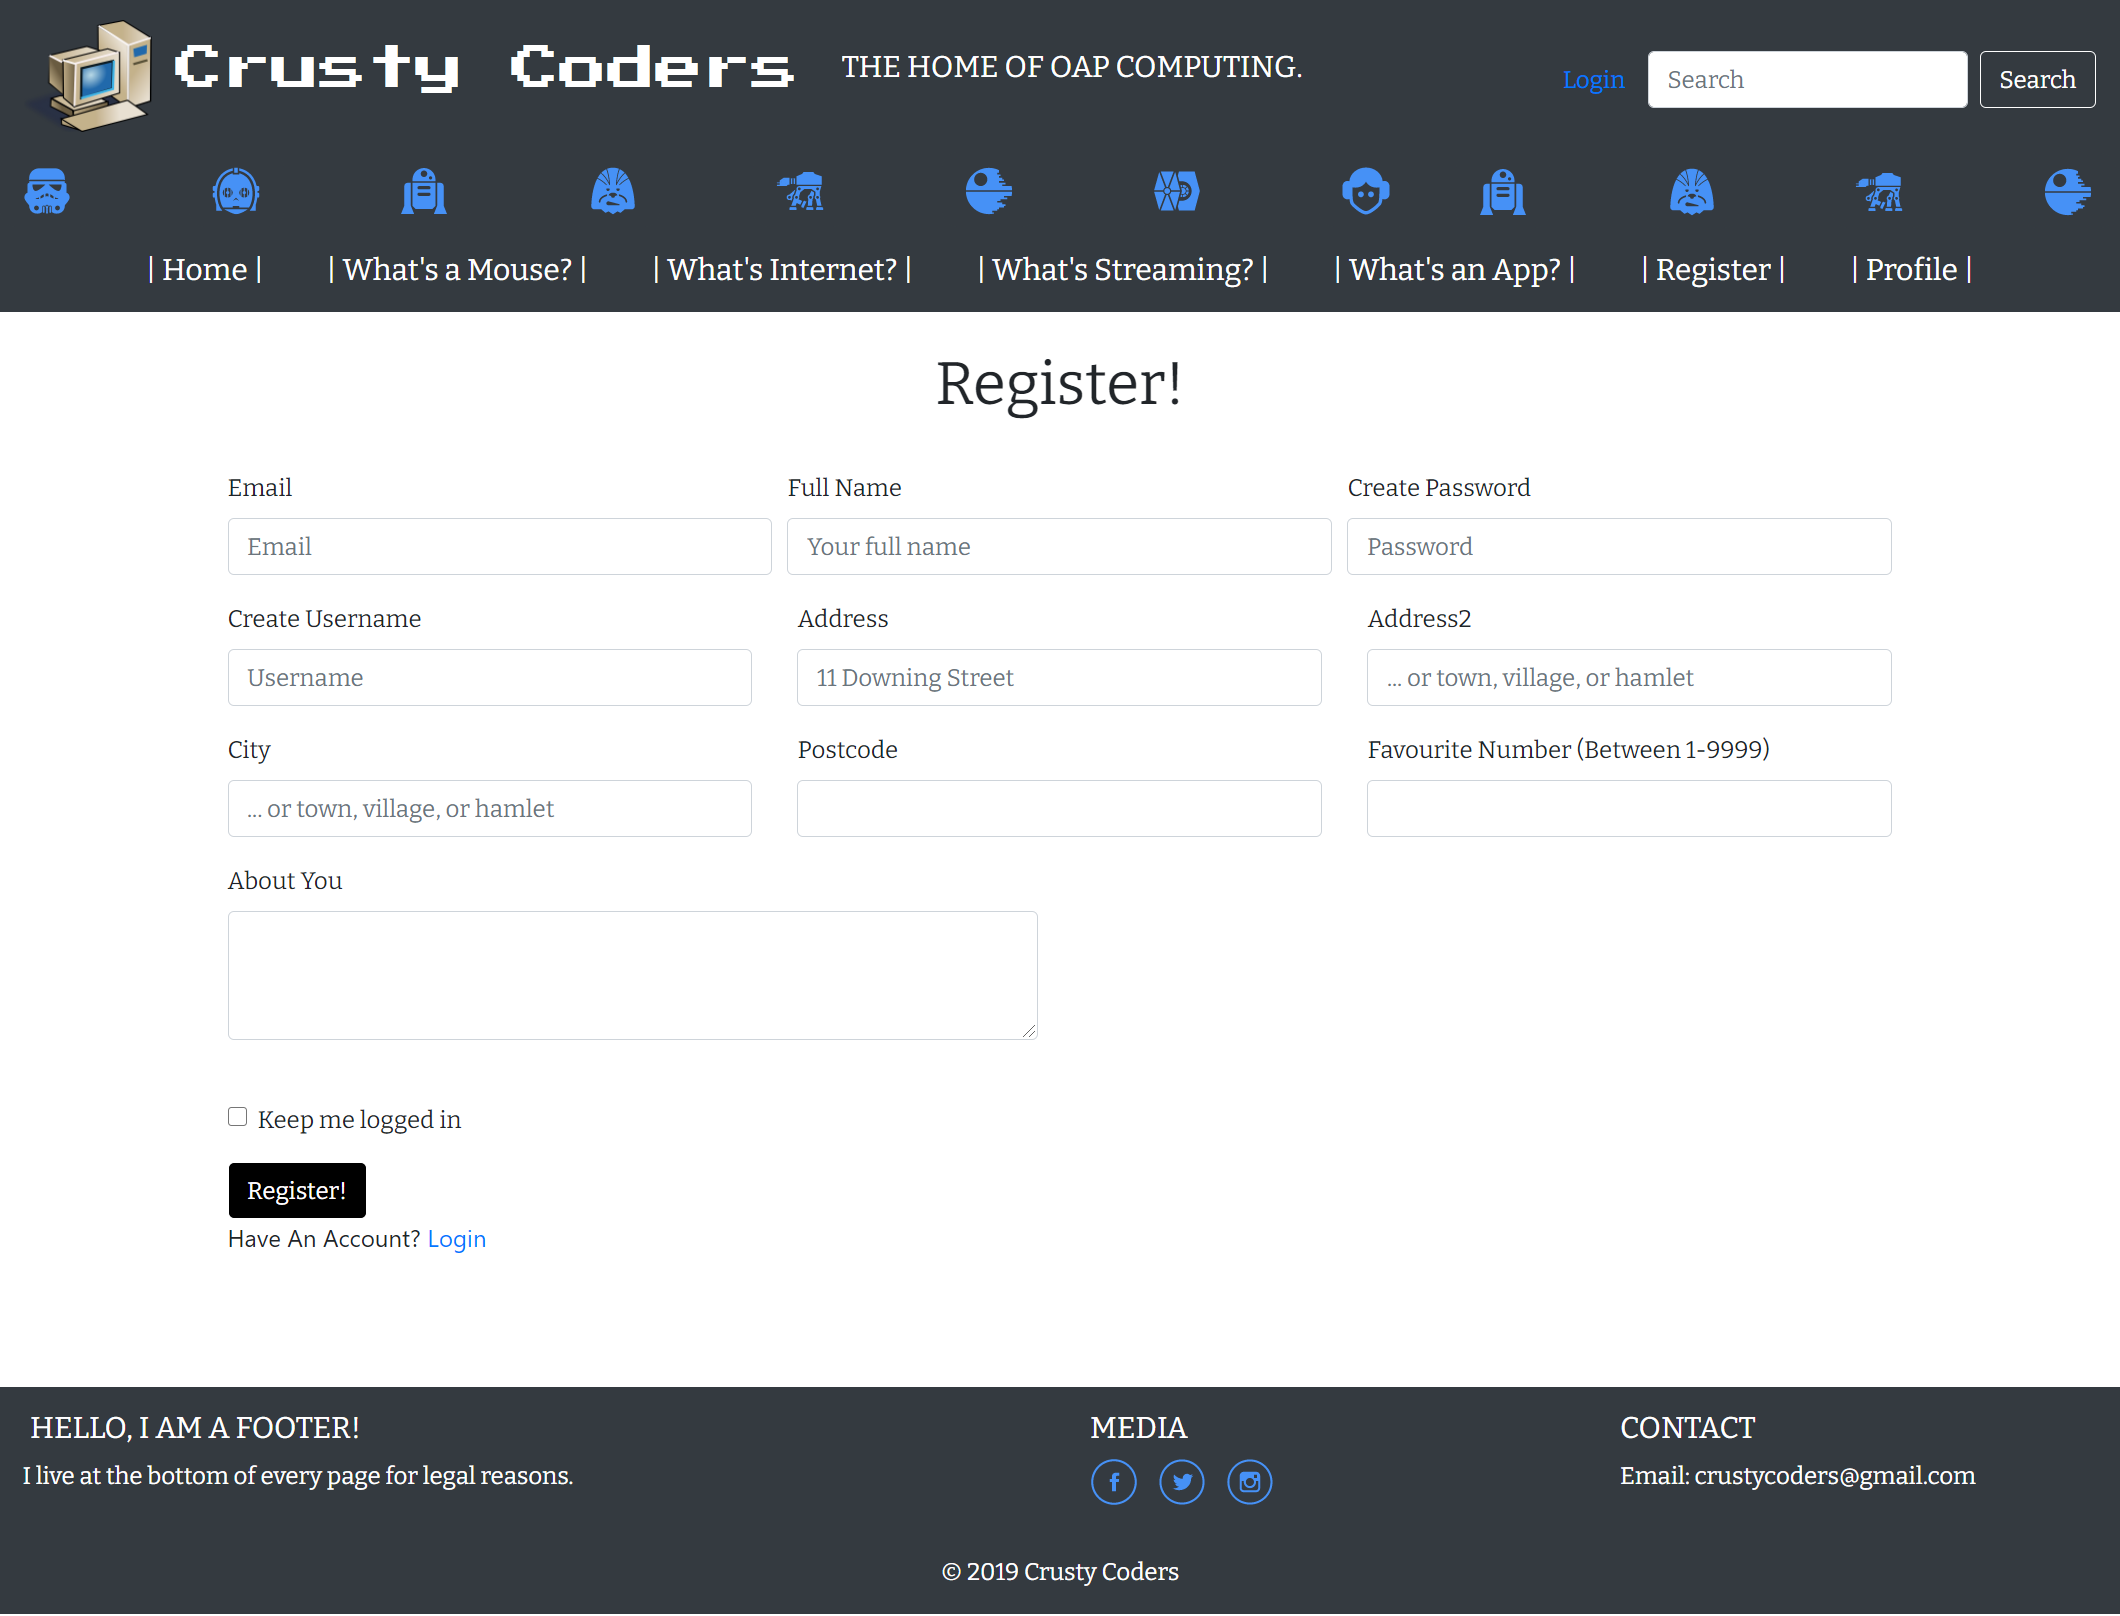 Crusty Coders
THE HOME OF OAP COMPUTING.
Login
Search
Search
| Home |
| What's a Mouse? |
| What's Internet? |
| What's Streaming? |
| What's an App? |
| Register |
| Profile |
Register!
Email
Full Name
Create Password
Email
Your full name
Password
Create Username
Address
Address2
Username
11 Downing Street
... or town, village, or hamlet
City
Postcode
Favourite Number (Between 1-9999)
... or town, village, or hamlet
About You
Keep me logged in
Register!
Have An Account? Login
HELLO, I AM A FOOTER!
I live at the bottom of every page for legal reasons.
MEDIA
CONTACT
Email: crustycoders@gmail.com
© 2019 Crusty Coders